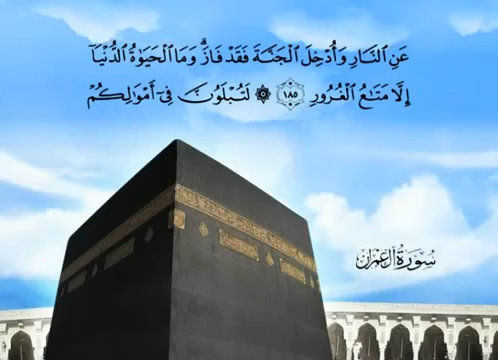 عَنِ ٱلنَّارِ وَأُدْخِلَ ٱلْجَنَّةَ فَقَدْ فَازَۗ وَمَا ٱلْحَيَوٰةُ ٱلدُّنْيَآ
إِلَّا مَتَٰعُ ٱلْغُرُورِ ١٨٥ ۞ لَتُبْلَوُنَّ فِىٓ أَمْوَٰلِكُمْ
سُورَةُ آلِ عِمْرَان